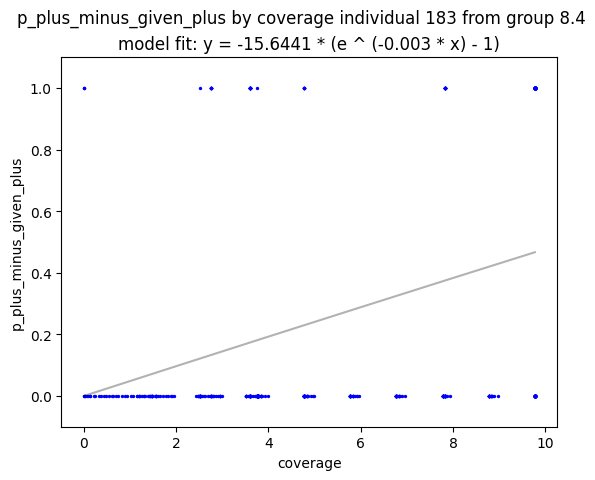 p_plus_minus_given_plus by coverage individual 183 from group 8.4
model fit: y = -15.6441 * (e ^ (-0.003 * x) - 1)
1.0
0.8
0.6
0.4
0.2
0.0
p_plus_minus_given_plus
0 2 4 6 8 10
coverage